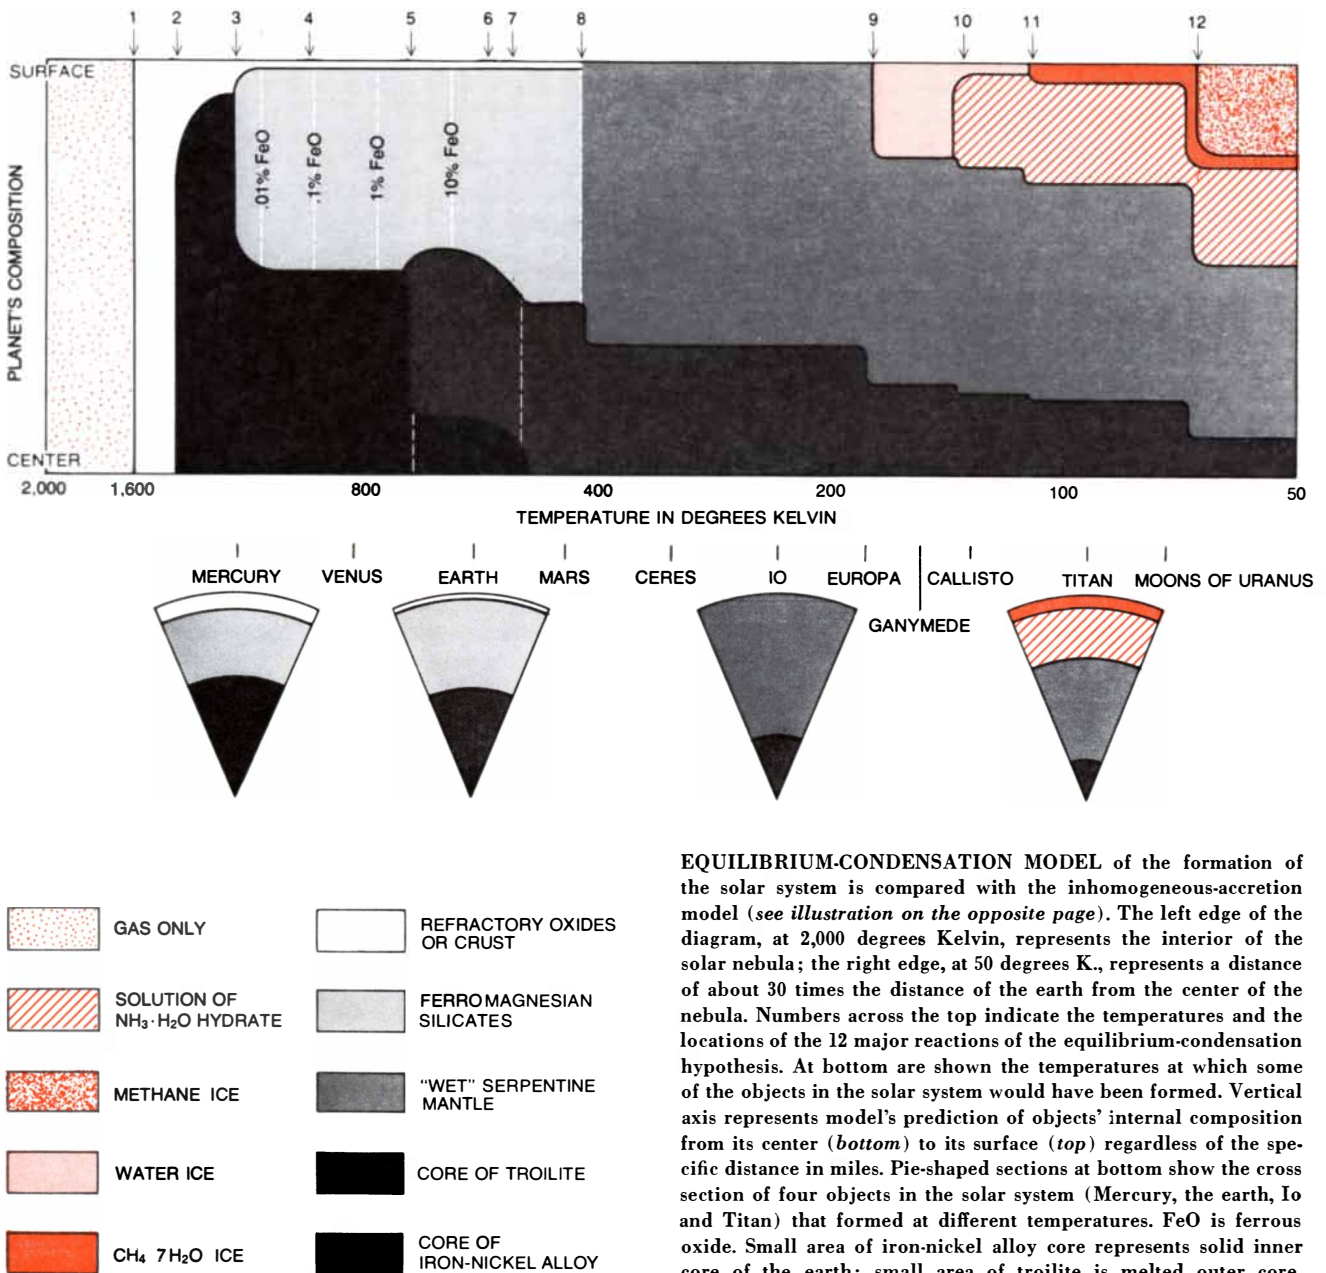 1 2 3 4 5 6 7 8 9 10 11 12
SURFACE
PLANET'S COMPOSITION
.01% FeO
.1% FeO
1% FeO
10% FeO
CENTER
2,000 1,600 800 400 200 100 50
TEMPERATURE IN DEGREES KELVIN
MERCURY VENUS EARTH MARS CERES IO EUROPA CALLISTO TITAN MOONS OF URANUS
GANYMEDE
GAS ONLY
SOLUTION OF
NH₃·H₂O HYDRATE
METHANE ICE
WATER ICE
CH₄ 7H₂O ICE
REFRACTORY OXIDES
OR CRUST
FERROMAGNESIAN
SILICATES
"WET" SERPENTINE
MANTLE
CORE OF TROILITE
CORE OF
IRON-NICKEL ALLOY
EQUILIBRIUM-CONDENSATION MODEL of the formation of
the solar system is compared with the inhomogeneous-accretion
model (see illustration on the opposite page). The left edge of the
diagram, at 2,000 degrees Kelvin, represents the interior of the
solar nebula; the right edge, at 50 degrees K., represents a distance
of about 30 times the distance of the earth from the center of the
nebula. Numbers across the top indicate the temperatures and the
locations of the 12 major reactions of the equilibrium-condensation
hypothesis. At bottom are shown the temperatures at which some
of the objects in the solar system would have been formed. Vertical
axis represents model's prediction of objects' internal composition
from its center (bottom) to its surface (top) regardless of the spe-
cific distance in miles. Pie-shaped sections at bottom show the cross
section of four objects in the solar system (Mercury, the earth, Io
and Titan) that formed at different temperatures. FeO is ferrous
oxide. Small area of iron-nickel alloy core represents solid inner
core of the earth; small area of troilite is melted outer core.